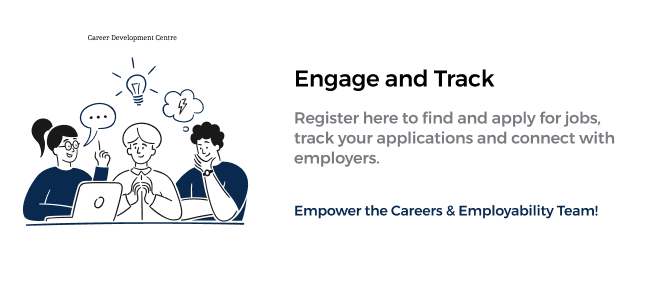 Career Development Centre
Engage and Track
Register here to find and apply for jobs,
track your applications and connect with
employers.
Empower the Careers & Employability Team!